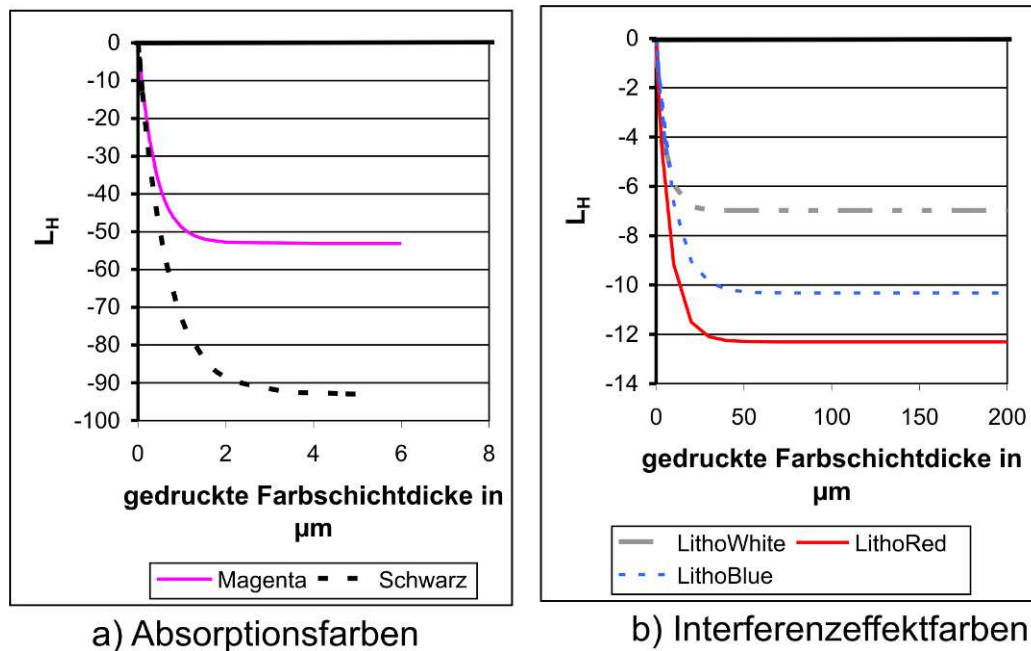 0
-10
-20
-30
-40
-50
-60
-70
-80
-90
-100
L_H
0 2 4 6 8
gedruckte Farbschichtdicke in
µm
Magenta Schwarz
a) Absorptionsfarben
0
-2
-4
-6
-8
-10
-12
-14
L_H
0 50 100 150 200
gedruckte Farbschichtdicke in
µm
LithoWhite LithoRed
LithoBlue
b) Interferenzeffektfarben